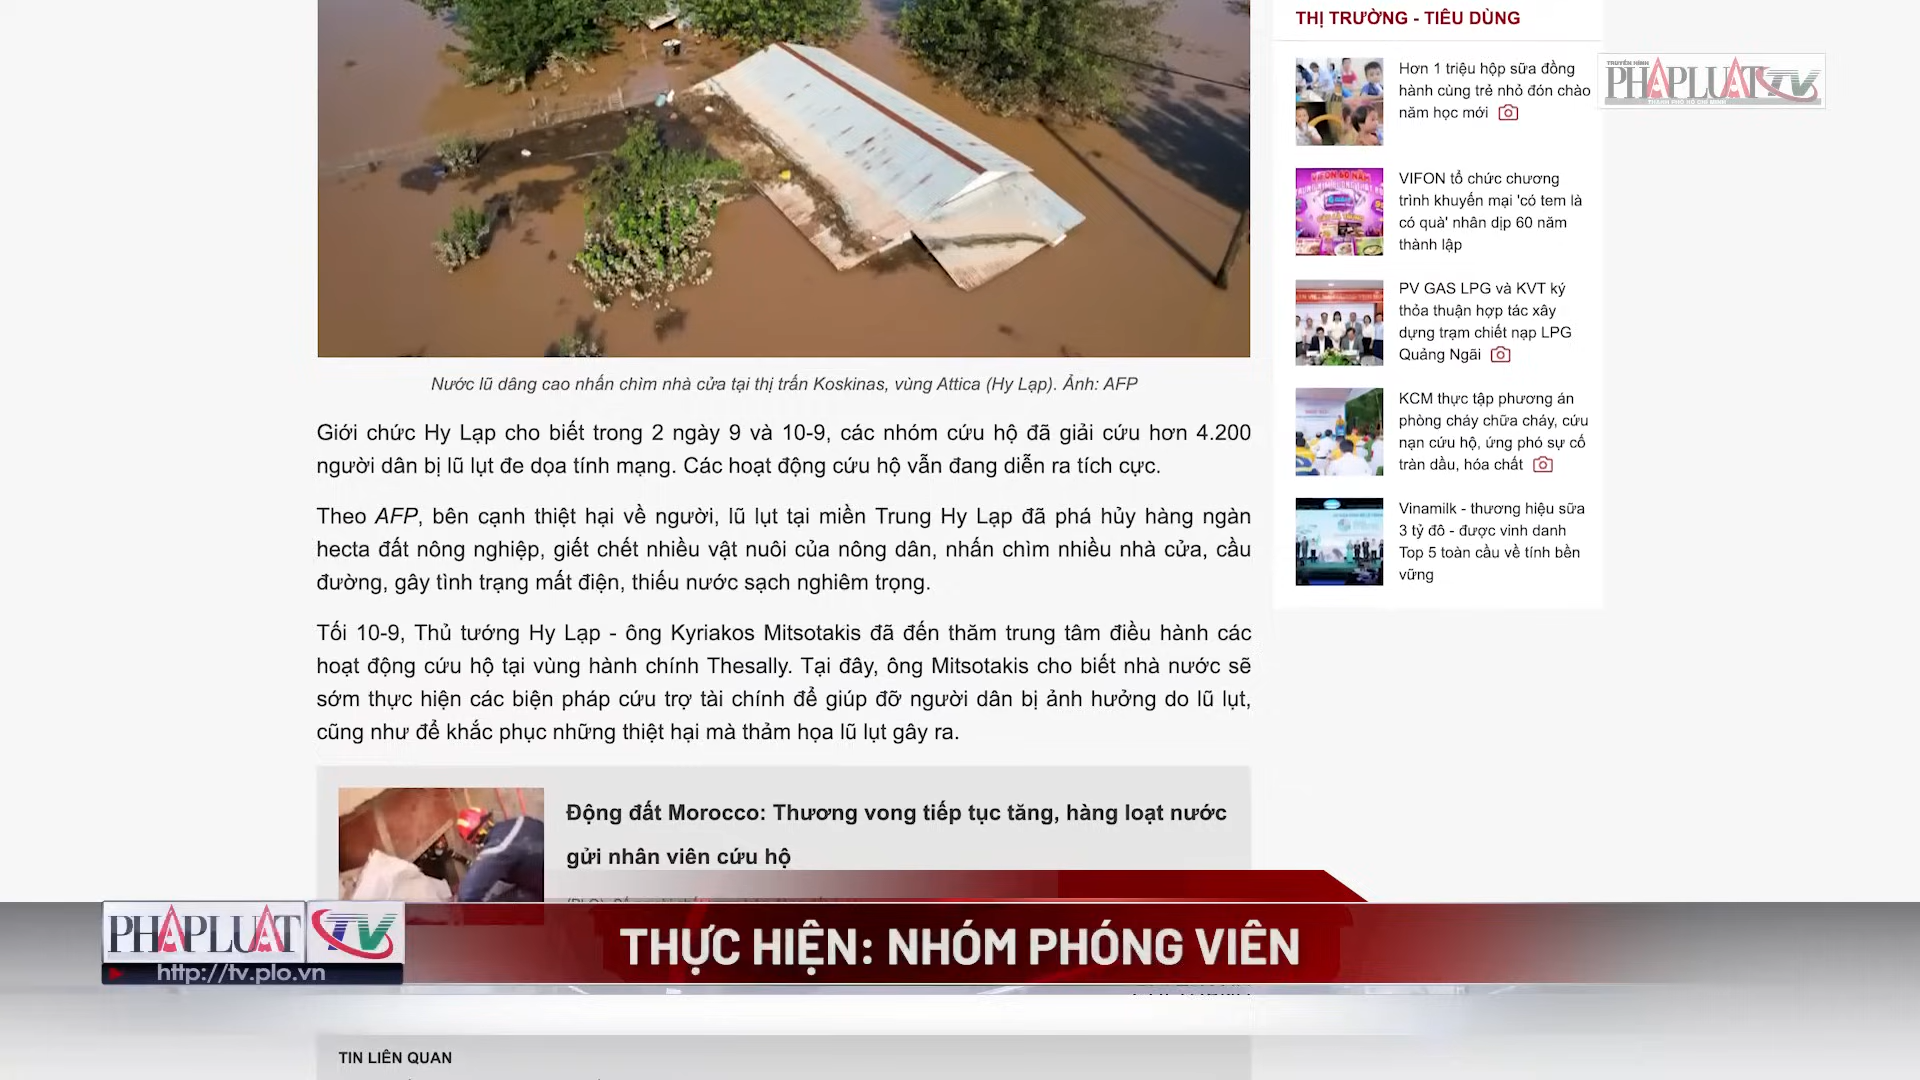 THỊ TRƯỜNG - TIÊU DÙNG
Hơn 1 triệu hộp sữa đồng
hành cùng trẻ nhỏ đón chào
năm học mới
TRUYỀN HÌNH
PHÁPLUẬT TV
THÀNH PHỐ HỒ CHÍ MINH
VIFON tổ chức chương
trình khuyến mại 'có tem là
có quà' nhân dịp 60 năm
thành lập
PV GAS LPG và KVT ký
thỏa thuận hợp tác xây
dựng trạm chiết nạp LPG
Quảng Ngãi
KCM thực tập phương án
phòng cháy chữa cháy, cứu
nạn cứu hộ, ứng phó sự cố
tràn dầu, hóa chất
Vinamilk - thương hiệu sữa
3 tỷ đô - được vinh danh
Top 5 toàn cầu về tính bền
vững
Nước lũ dâng cao nhấn chìm nhà cửa tại thị trấn Koskinas, vùng Attica (Hy Lạp). Ảnh: AFP
Giới chức Hy Lạp cho biết trong 2 ngày 9 và 10-9, các nhóm cứu hộ đã giải cứu hơn 4.200
người dân bị lũ lụt đe dọa tính mạng. Các hoạt động cứu hộ vẫn đang diễn ra tích cực.
Theo AFP, bên cạnh thiệt hại về người, lũ lụt tại miền Trung Hy Lạp đã phá hủy hàng ngàn
hecta đất nông nghiệp, giết chết nhiều vật nuôi của nông dân, nhấn chìm nhiều nhà cửa, cầu
đường, gây tình trạng mất điện, thiếu nước sạch nghiêm trọng.
Tối 10-9, Thủ tướng Hy Lạp - ông Kyriakos Mitsotakis đã đến thăm trung tâm điều hành các
hoạt động cứu hộ tại vùng hành chính Thesally. Tại đây, ông Mitsotakis cho biết nhà nước sẽ
sớm thực hiện các biện pháp cứu trợ tài chính để giúp đỡ người dân bị ảnh hưởng do lũ lụt,
cũng như để khắc phục những thiệt hại mà thảm họa lũ lụt gây ra.
Động đất Morocco: Thương vong tiếp tục tăng, hàng loạt nước
gửi nhân viên cứu hộ
PHÁPLUẬT TV
http://tv.plo.vn
THỰC HIỆN: NHÓM PHÓNG VIÊN
TIN LIÊN QUAN